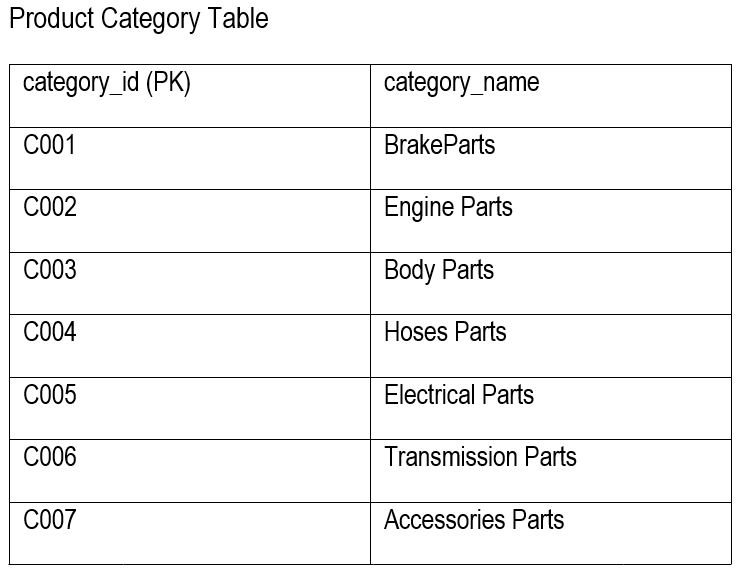 Product Category Table
category_id (PK) category_name
C001 BrakeParts
C002 Engine Parts
C003 Body Parts
C004 Hoses Parts
C005 Electrical Parts
C006 Transmission Parts
C007 Accessories Parts